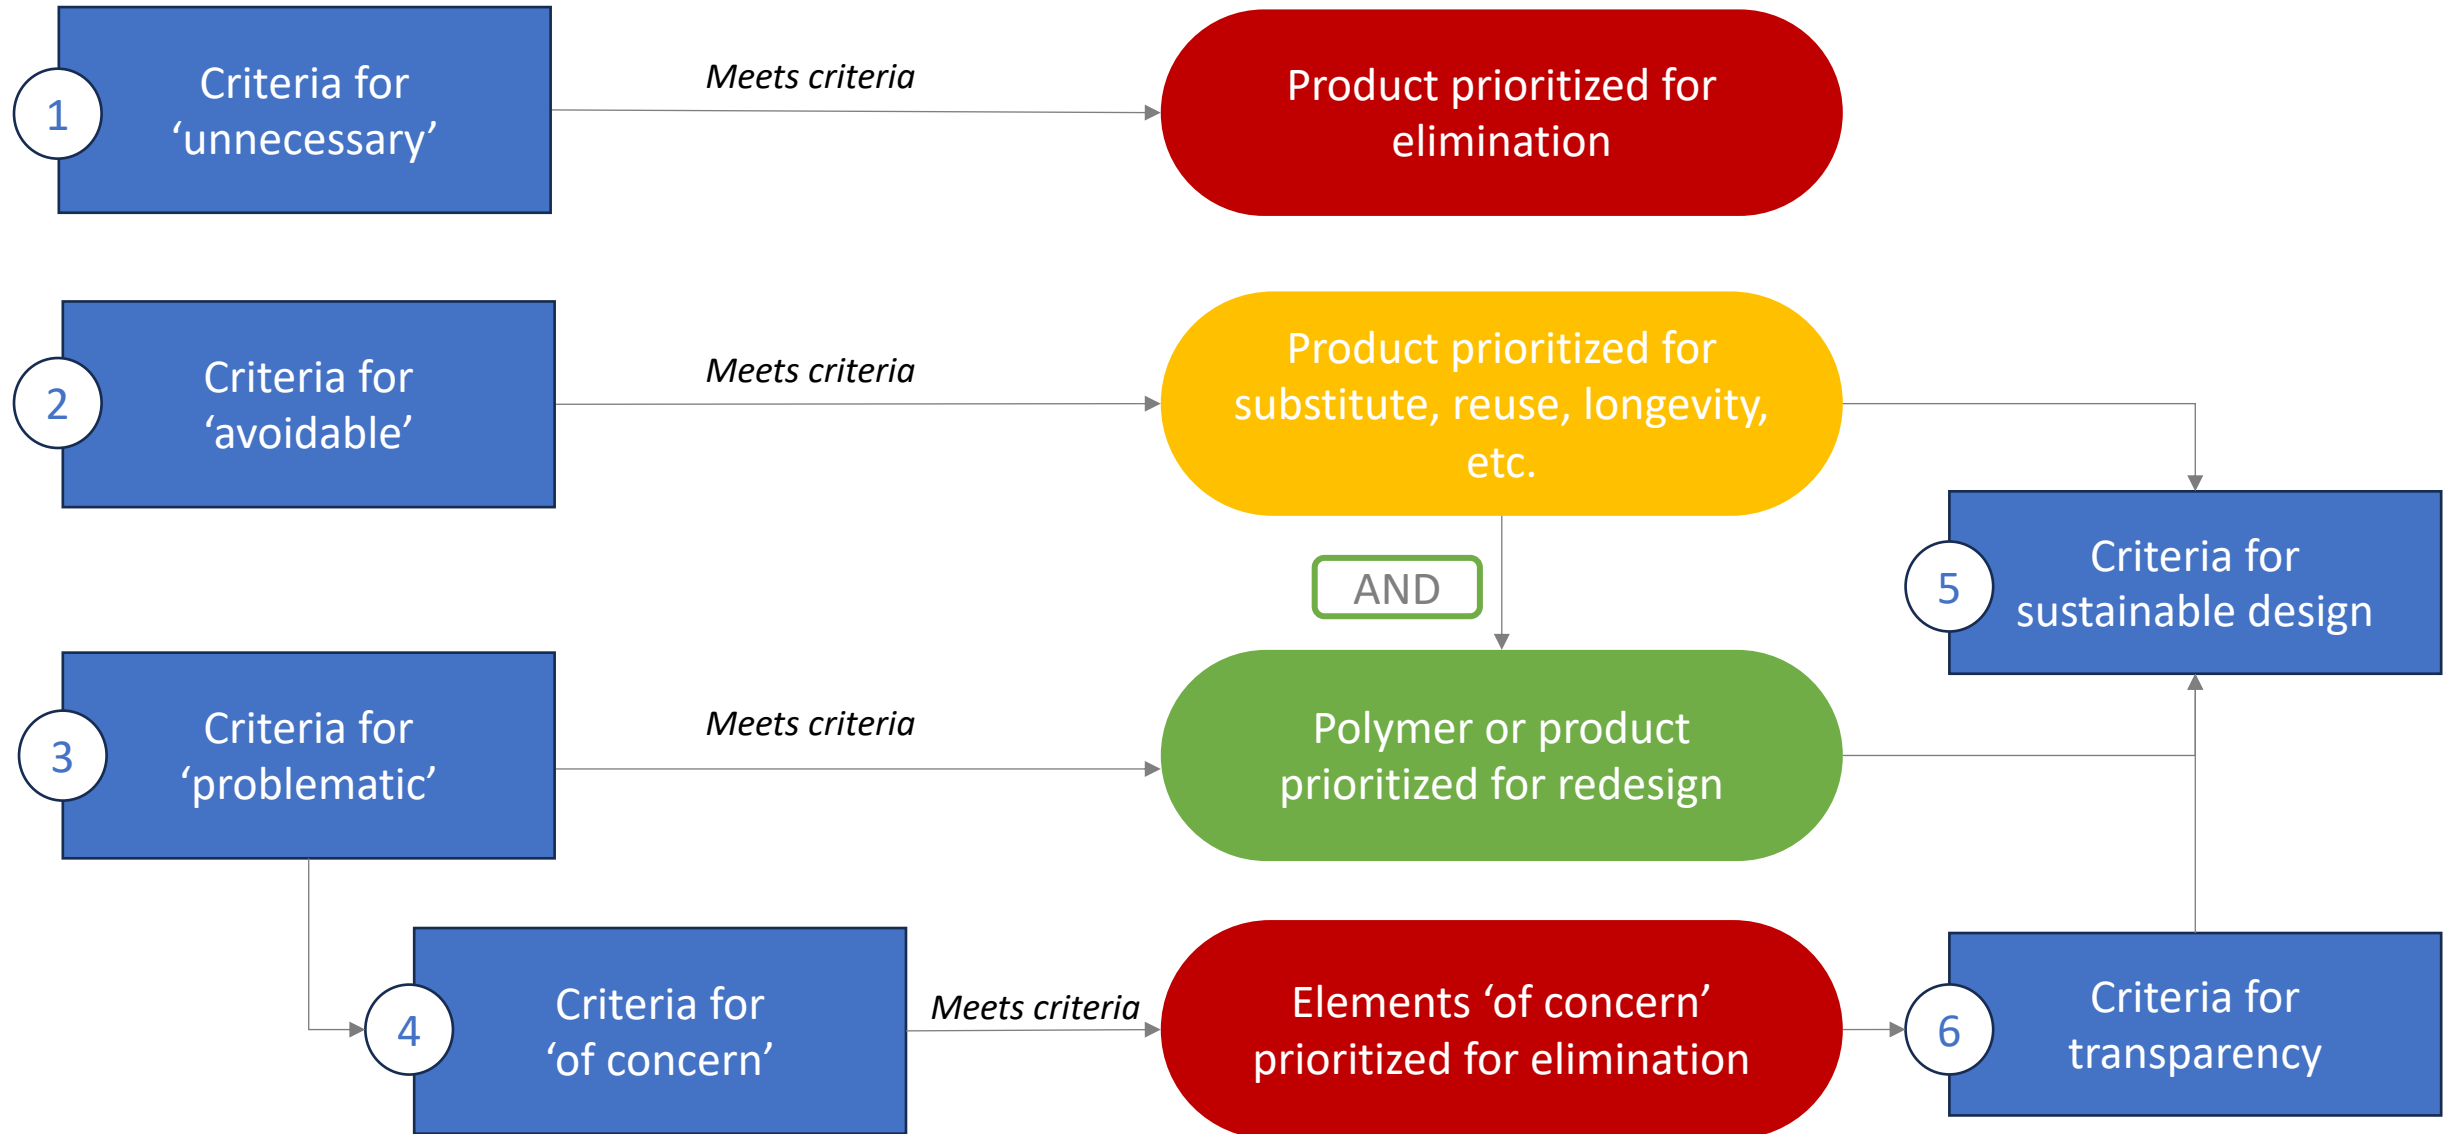 1
Criteria for
‘unnecessary’
Meets criteria
Product prioritized for
elimination
2
Criteria for
‘avoidable’
Meets criteria
Product prioritized for
substitute, reuse, longevity,
etc.
AND
5
Criteria for
sustainable design
3
Criteria for
‘problematic’
Meets criteria
Polymer or product
prioritized for redesign
4
Criteria for
‘of concern’
Meets criteria
Elements ‘of concern’
prioritized for elimination
6
Criteria for
transparency